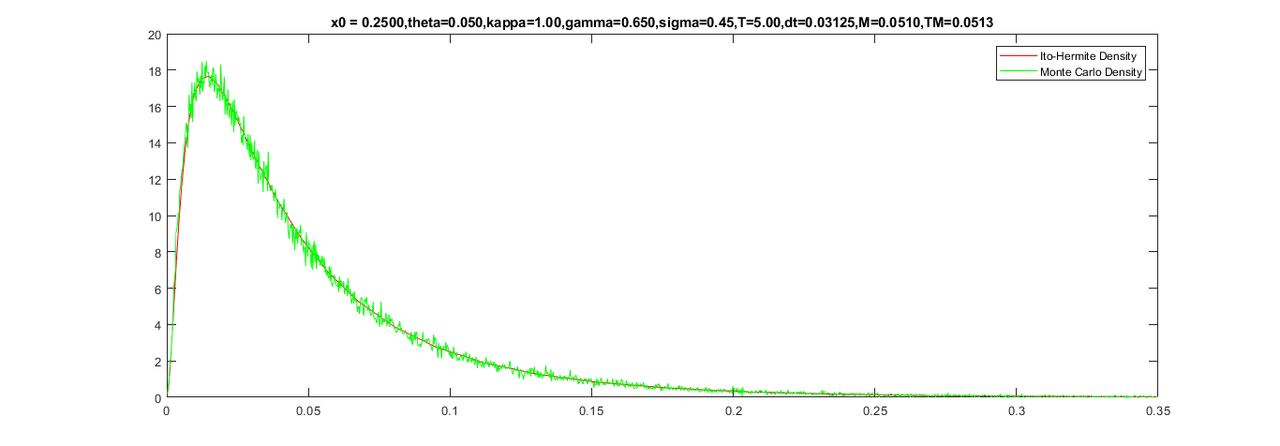 x0 = 0.2500,theta=0.050,kappa=1.00,gamma=0.650,sigma=0.45,T=5.00,dt=0.03125,M=0.0510,TM=0.0513
Ito-Hermite Density
Monte Carlo Density
20
18
16
14
12
10
8
6
4
2
0
0 0.05 0.1 0.15 0.2 0.25 0.3 0.35